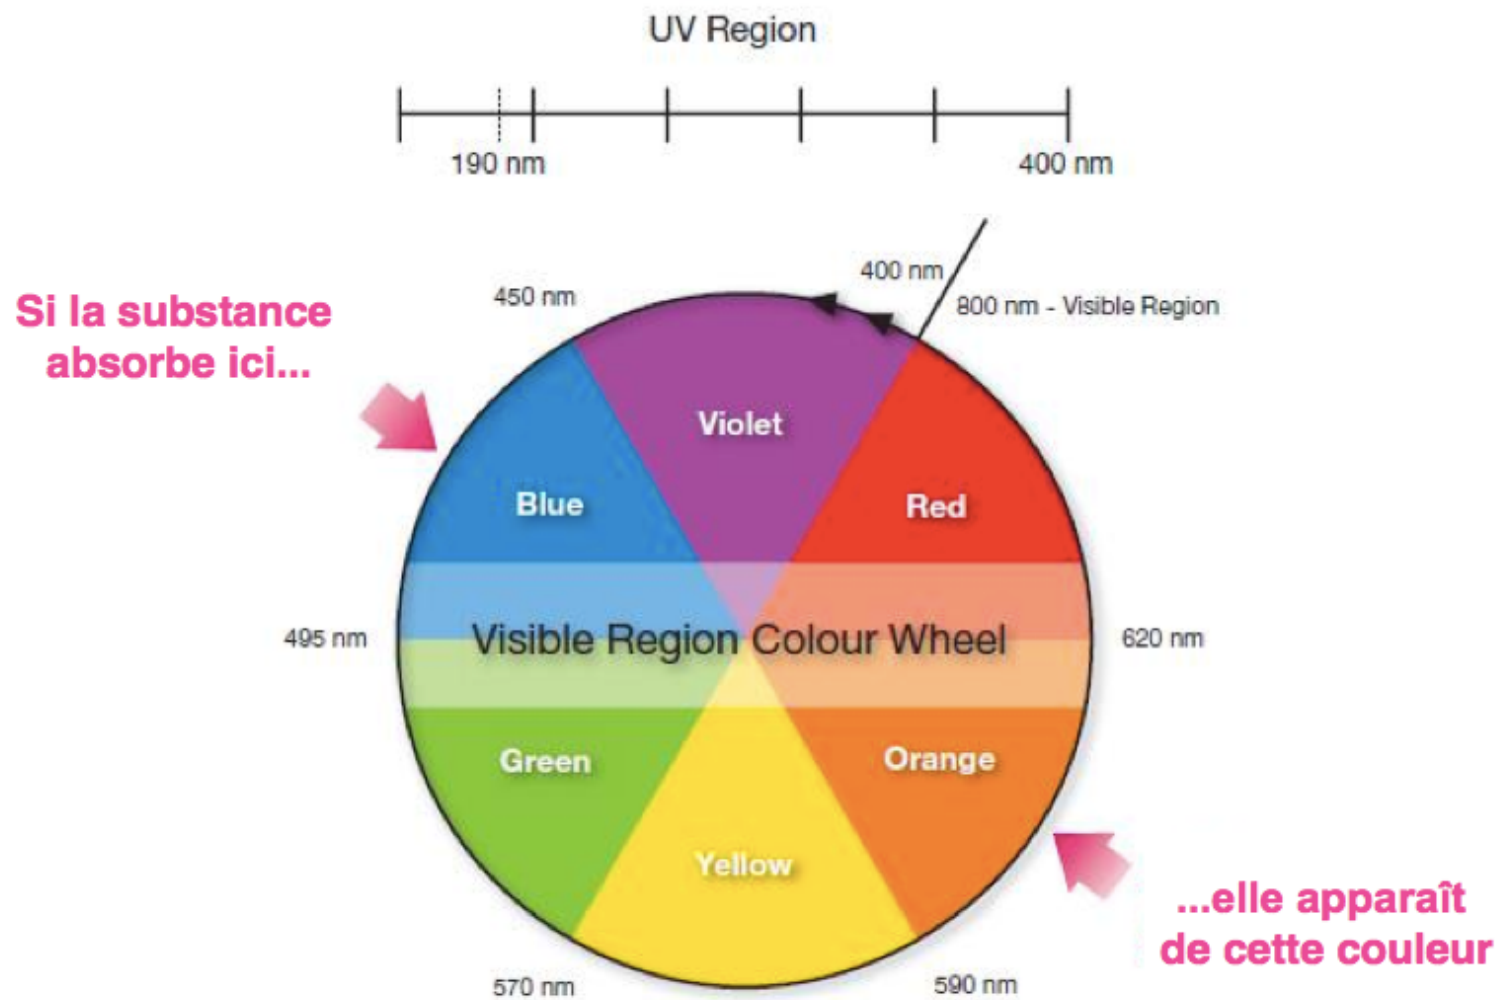 UV Region
190 nm
400 nm
400 nm
450 nm
800 nm - Visible Region
Si la substance
absorbe ici...
Violet
Blue
Red
495 nm
Visible Region Colour Wheel
620 nm
Green
Orange
Yellow
...elle apparaît
de cette couleur
570 nm
590 nm